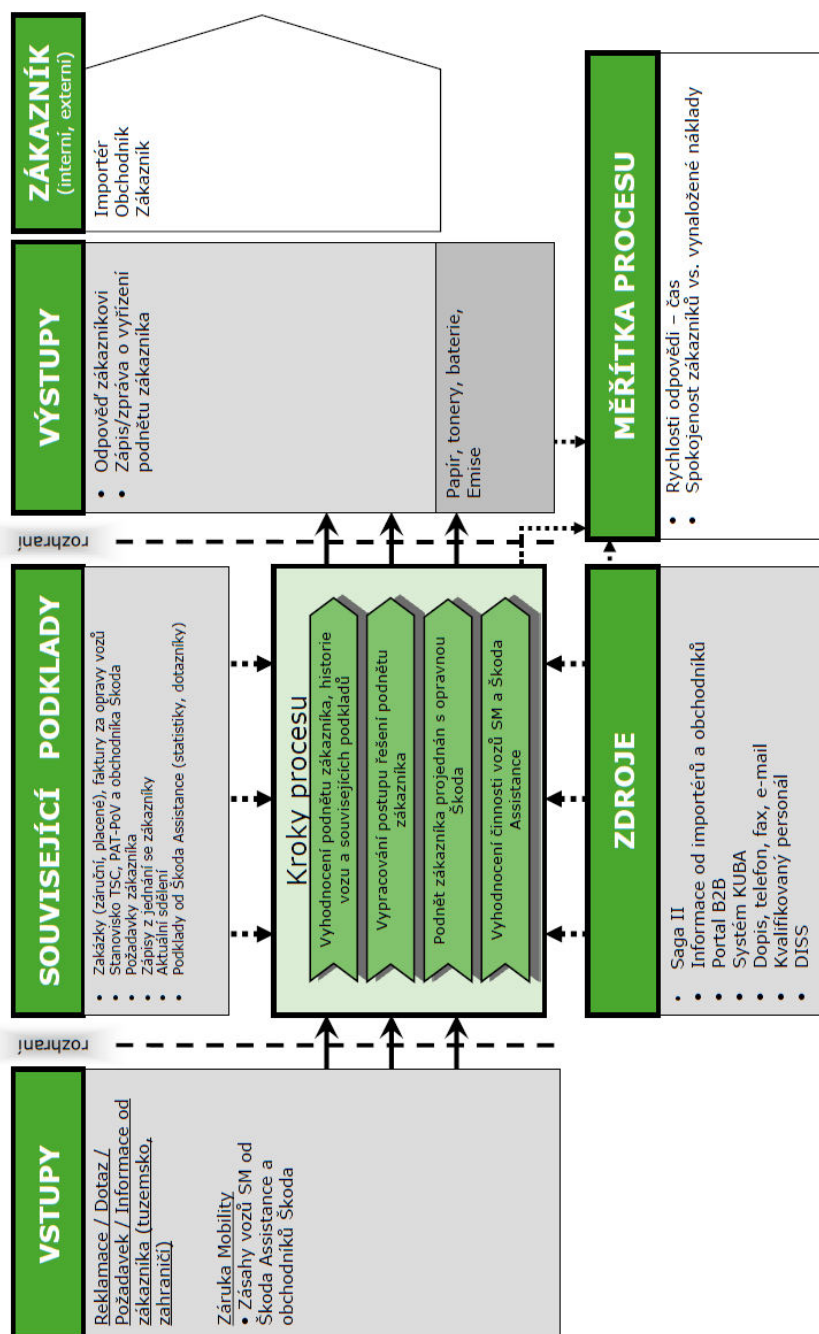 VSTUPY
Reklamace / Dotaz /
Požadavek / Informace od
zákazníka (tuzemsko,
zahraničí)
Záruka Mobility
• Zásahy vozů SM od
Škoda Assistance a
obchodníků Škoda
rozhraní
SOUVISEJÍCÍ PODKLADY
• Zakázky (záruční, placené), faktury za opravy vozů
• Stanovisko TSC, PAT-PoV a obchodníka Škoda
• Požadavky zákazníka
• Zápisy z jednání se zákazníky
• Aktuální sdělení
• Podklady od Škoda Assistance (statistiky, dotazníky)
Kroky procesu
Vyhodnocení podnětu zákazníka, historie
vozu a souvisejících podkladů
Vypracování postupu řešení podnětu
zákazníka
Podnět zákazníka projednán s opravnou
Škoda
Vyhodnocení činnosti vozů SM a Škoda
Assistance
ZDROJE
• Saga II
• Informace od importérů a obchodníků
• Portal B2B
• Systém KUBA
• Dopis, telefon, fax, e-mail
• Kvalifikovaný personál
• DISS
rozhraní
VÝSTUPY
• Odpověď zákazníkovi
• Zápis/zpráva o vyřízení
podnětu zákazníka
Papír, tonery, baterie,
Emise
ZÁKAZNÍK
(interní, externí)
Importér
Obchodník
Zákazník
MĚŘÍTKA PROCESU
• Rychlosti odpovědi – čas
• Spokojenost zákazníků vs. vynaložené náklady